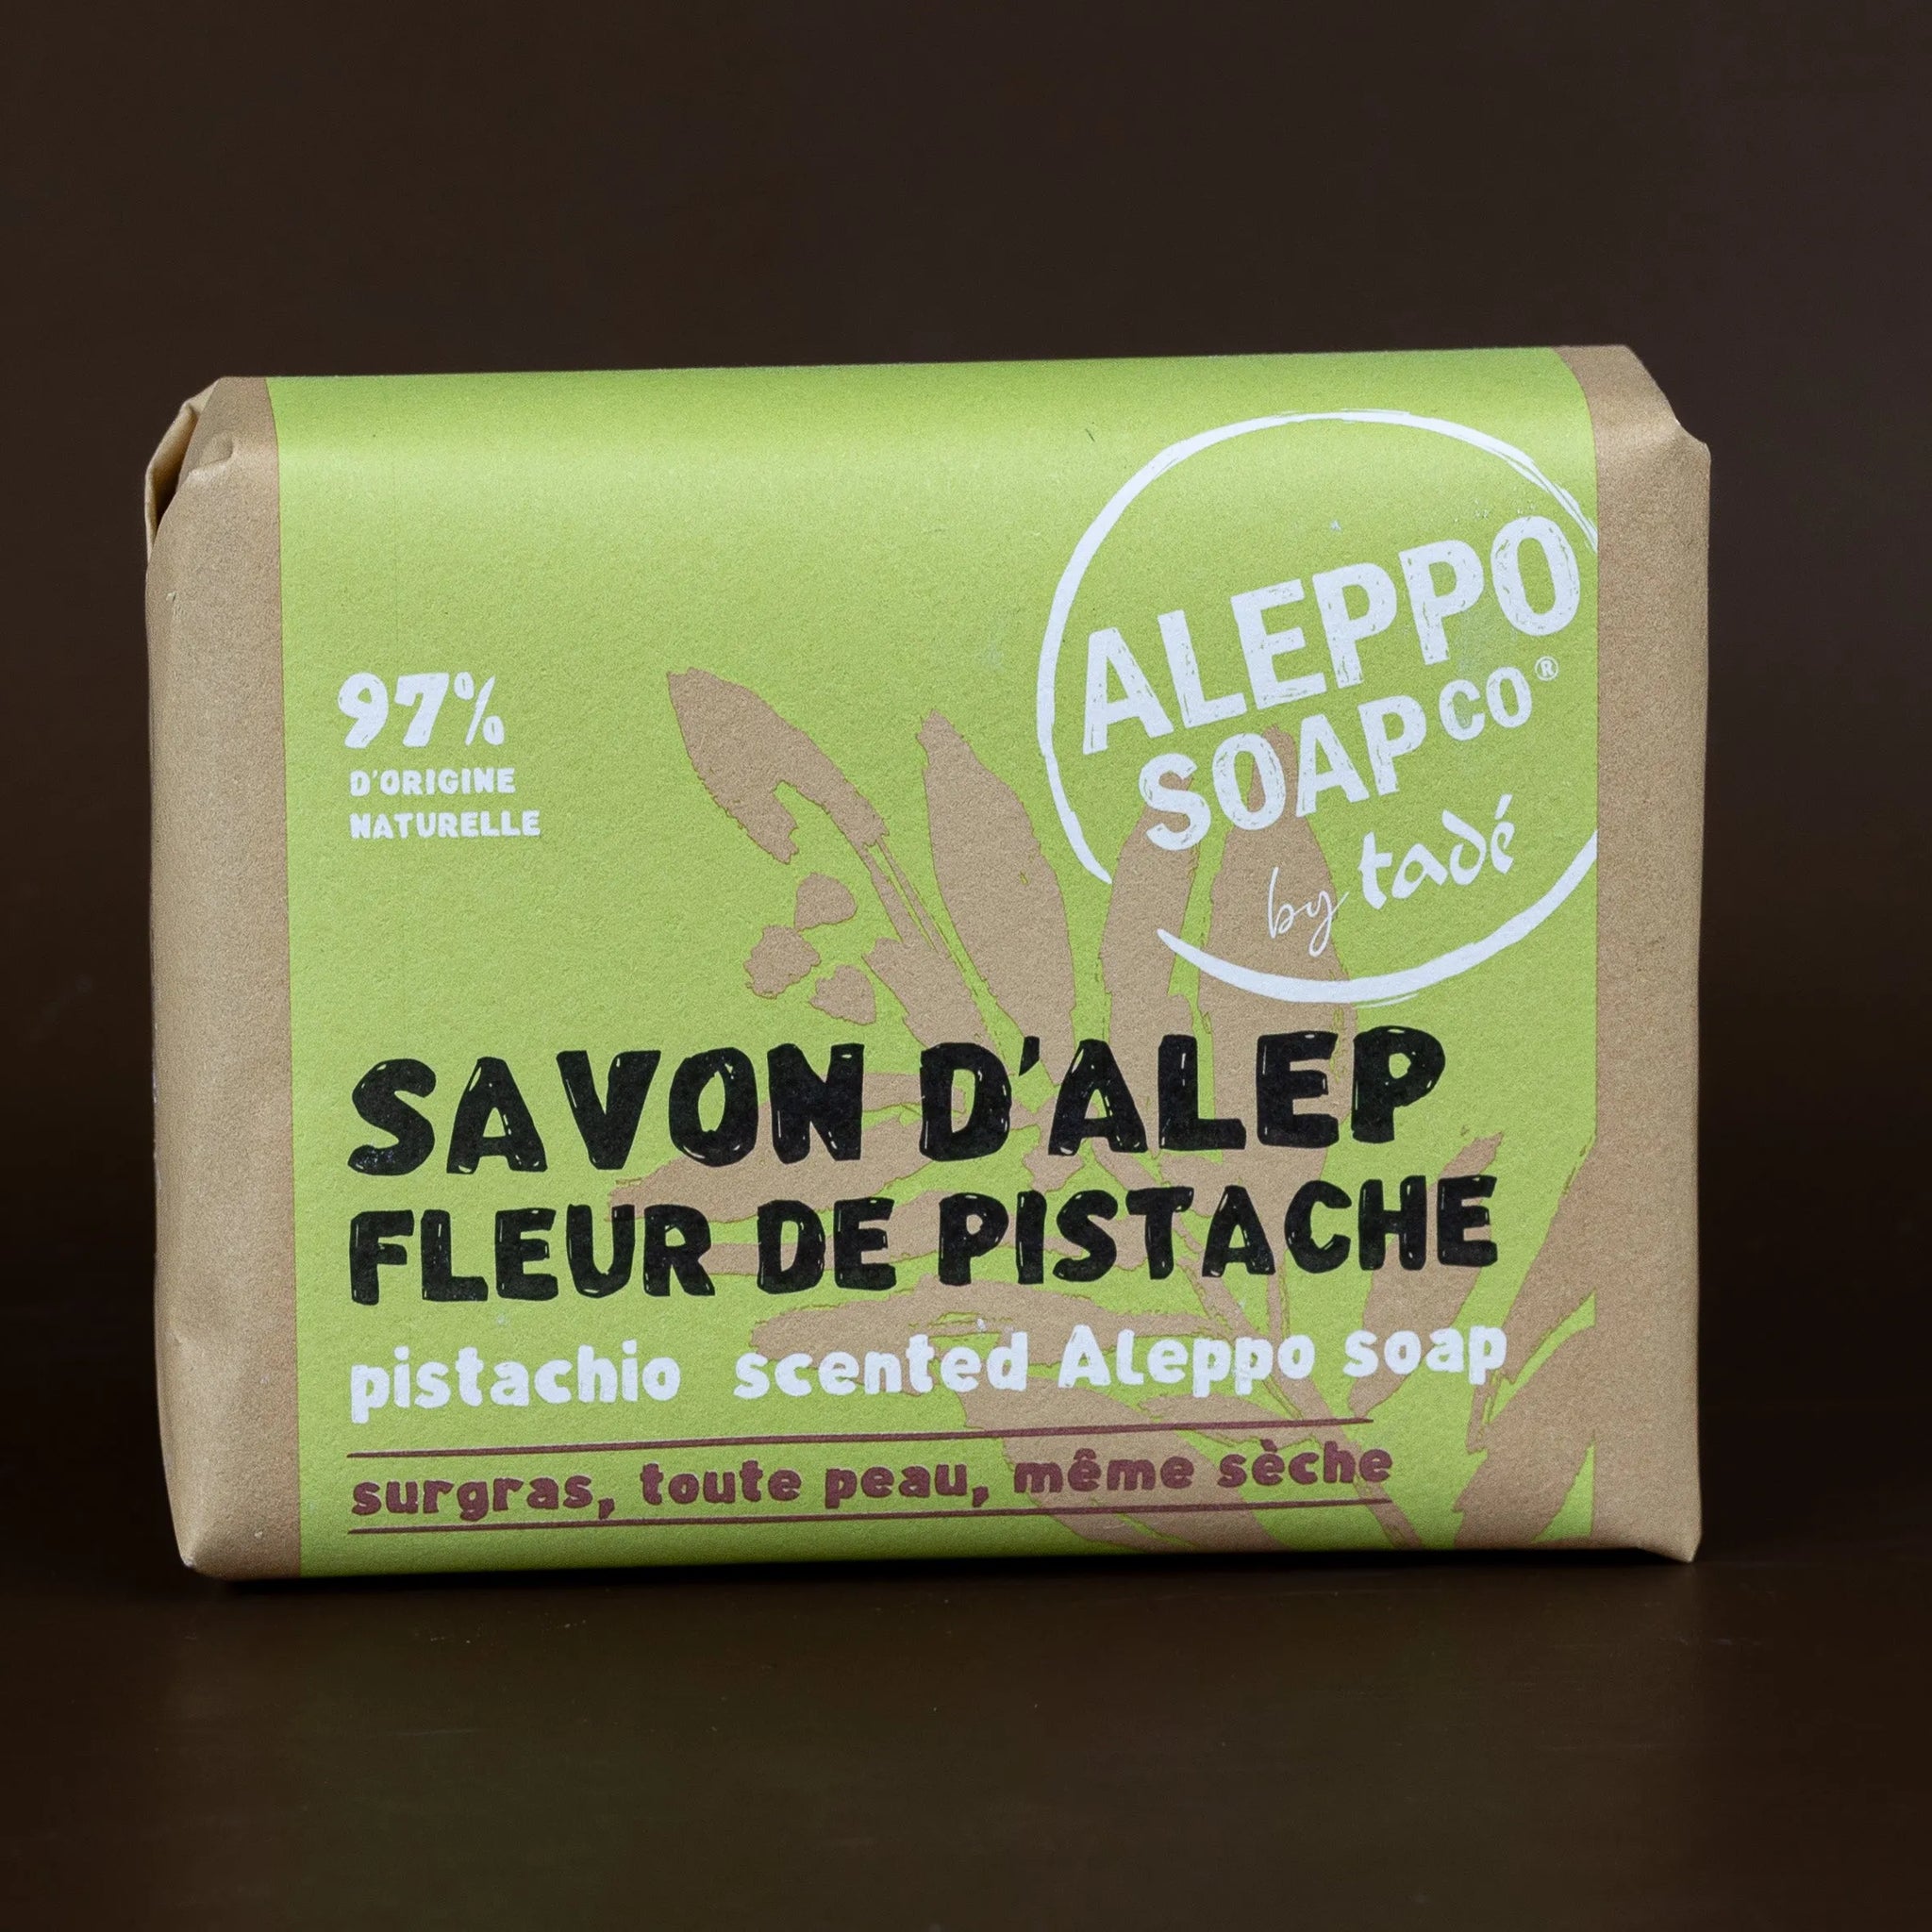 ALEPPO
SOAP CO®
by tadé
97%
D'ORIGINE
NATURELLE
SAVON D'ALEP
FLEUR DE PISTACHE
pistachio scented Aleppo soap
surgras, toute peau, même sèche